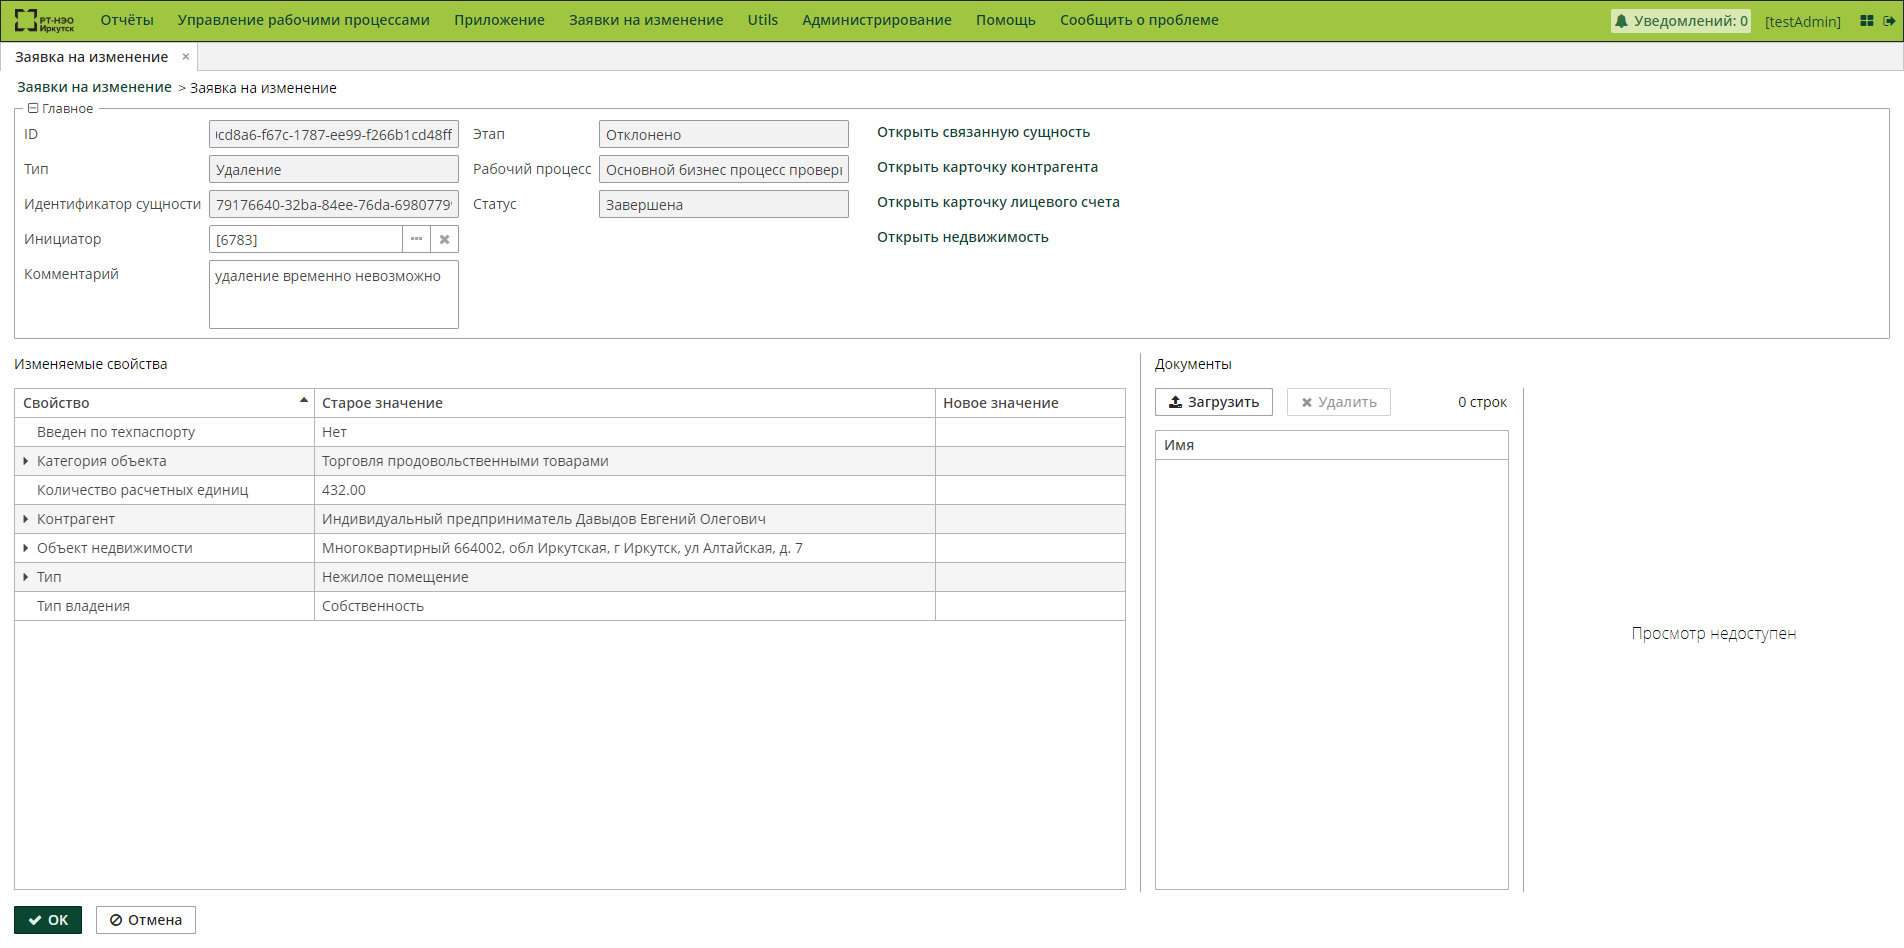 РТ-НЭО Иркутск
Отчёты Управление рабочими процессами Приложение Заявки на изменение Utils Администрирование Помощь Сообщить о проблеме Уведомлений: 0 [testAdmin]
Заявка на изменение ×
Заявки на изменение > Заявка на изменение
Главное
ID cd8a6-f67c-1787-ee99-f266b1cd48ff Этап Отклонено Открыть связанную сущность
Тип Удаление Рабочий процесс Основной бизнес процесс провер Открыть карточку контрагента
Идентификатор сущности 79176640-32ba-84ee-76da-6980779 Статус Завершена Открыть карточку лицевого счета
Инициатор [6783] Открыть недвижимость
Комментарий удаление временно невозможно
Изменяемые свойства
Свойство Старое значение Новое значение
Введен по техпаспорту Нет
Категория объекта Торговля продовольственными товарами
Количество расчетных единиц 432.00
Контрагент Индивидуальный предприниматель Давыдов Евгений Олегович
Объект недвижимости Многоквартирный 664002, обл Иркутская, г Иркутск, ул Алтайская, д. 7
Тип Нежилое помещение
Тип владения Собственность
Документы
Загрузить Удалить 0 строк
Имя
Просмотр недоступен
OK Отмена